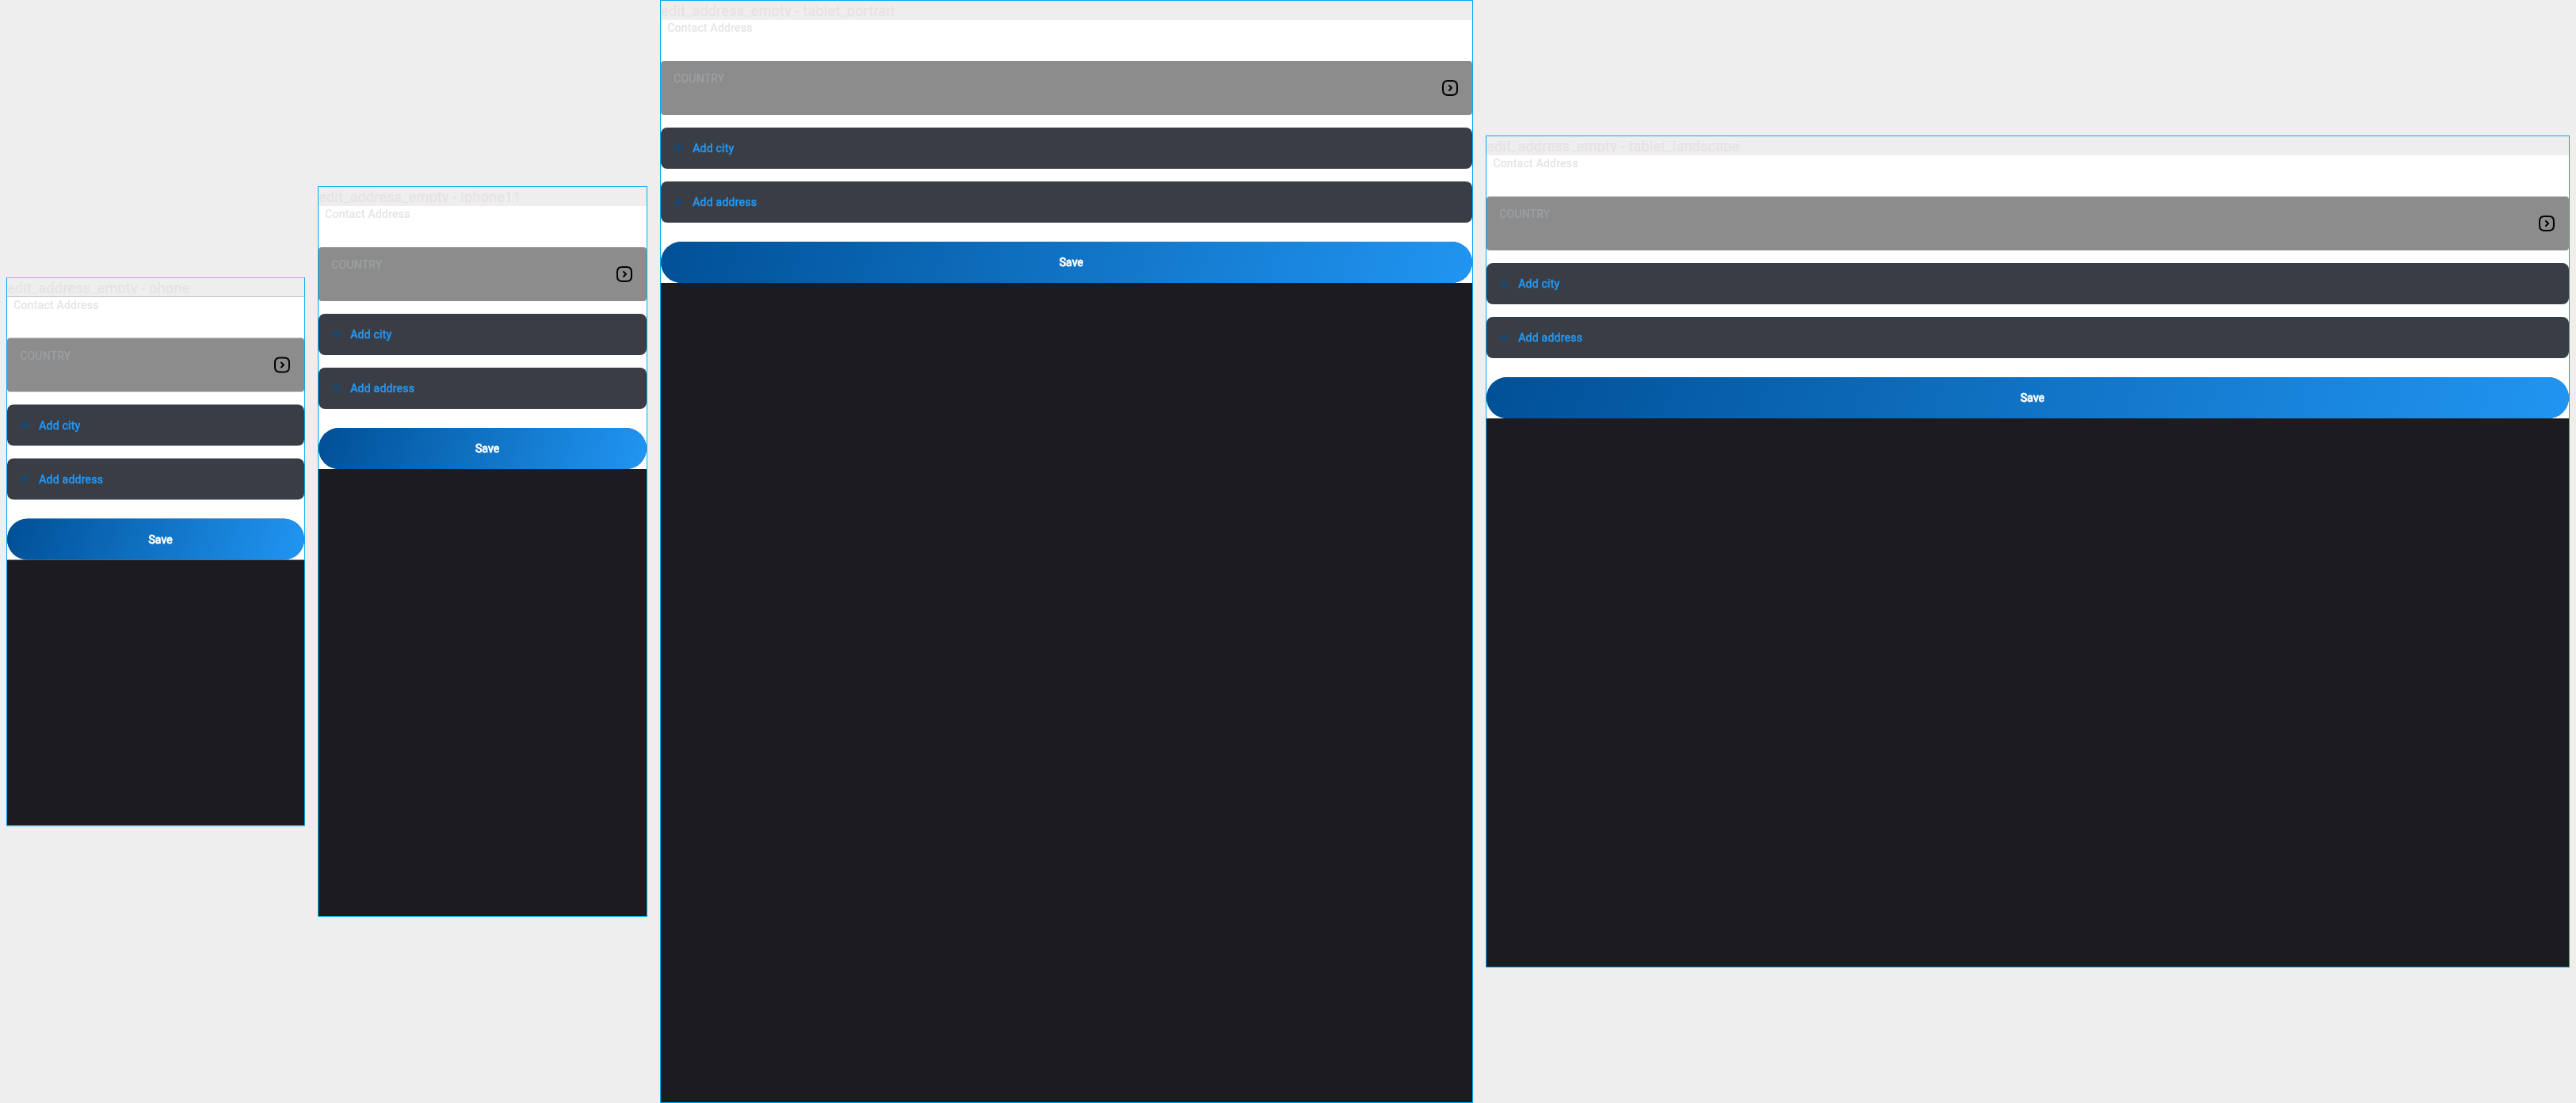 edit_address_empty - phone
Contact Address
COUNTRY
Add city
Add address
Save
edit_address_empty - iphone11
Contact Address
COUNTRY
Add city
Add address
Save
edit_address_empty - tablet_portrait
Contact Address
COUNTRY
Add city
Add address
Save
edit_address_empty - tablet_landscape
Contact Address
COUNTRY
Add city
Add address
Save